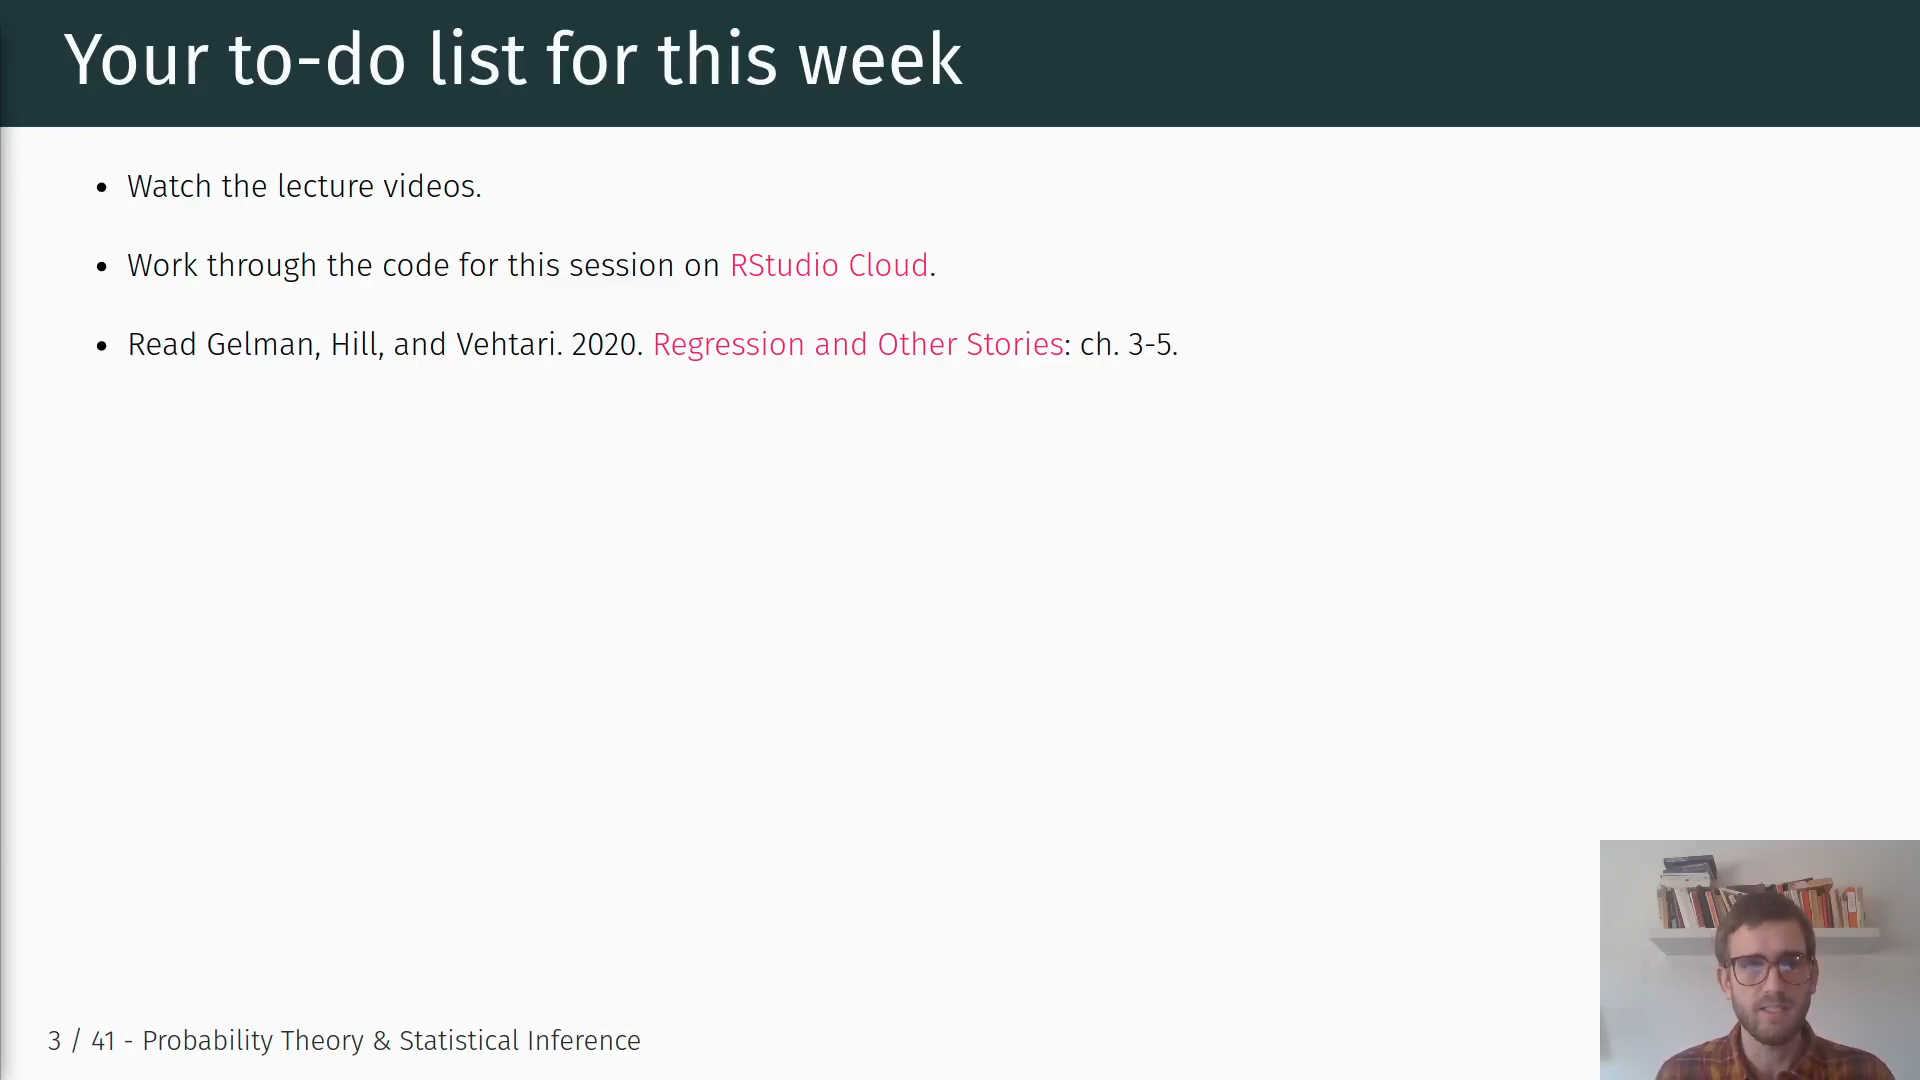 Your to-do list for this week
Watch the lecture videos.
Work through the code for this session on RStudio Cloud.
Read Gelman, Hill, and Vehtari. 2020. Regression and Other Stories: ch. 3-5.
3 / 41 - Probability Theory & Statistical Inference